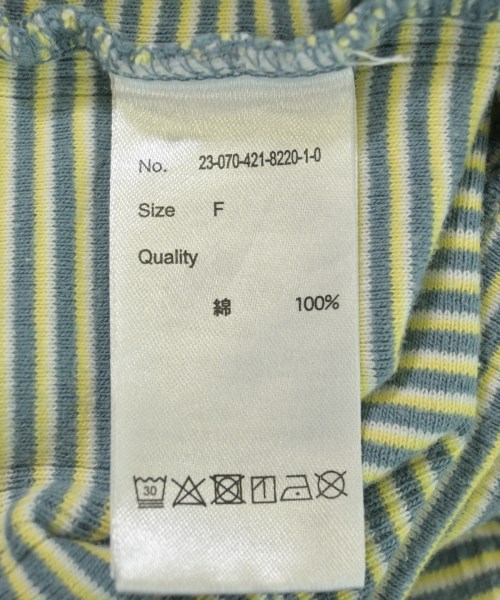 No. 23-070-421-8220-1-0
Size F
Quality
綿 100%
30